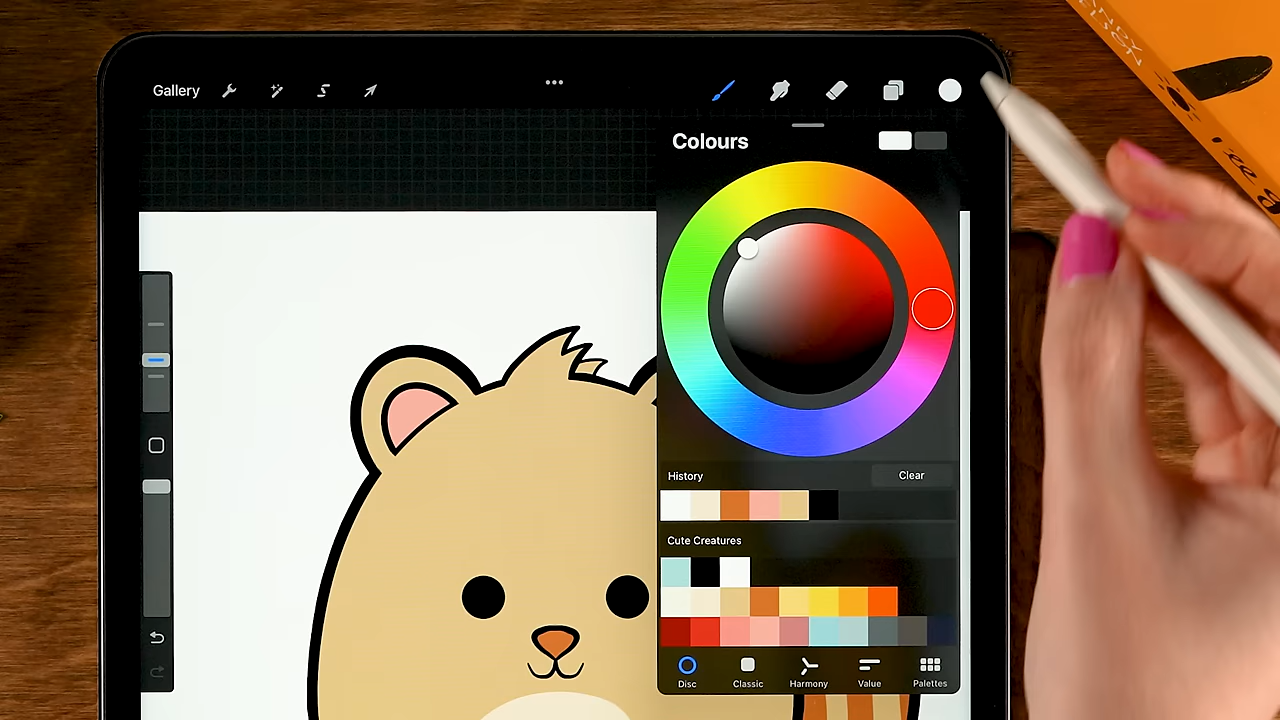 Gallery
Colours
History
Clear
Cute Creatures
Disc
Classic
Harmony
Value
Palettes